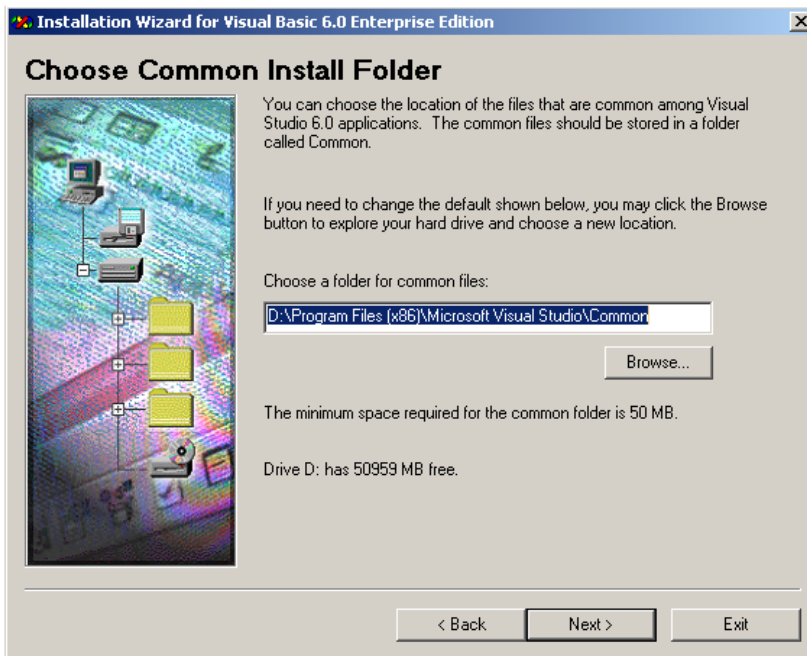 Installation Wizard for Visual Basic 6.0 Enterprise Edition
Choose Common Install Folder
You can choose the location of the files that are common among Visual
Studio 6.0 applications.  The common files should be stored in a folder
called Common.
If you need to change the default shown below, you may click the Browse
button to explore your hard drive and choose a new location.
Choose a folder for common files:
D:\Program Files (x86)\Microsoft Visual Studio\Common
Browse...
The minimum space required for the common folder is 50 MB.
Drive D: has 50959 MB free.
< Back
Next >
Exit